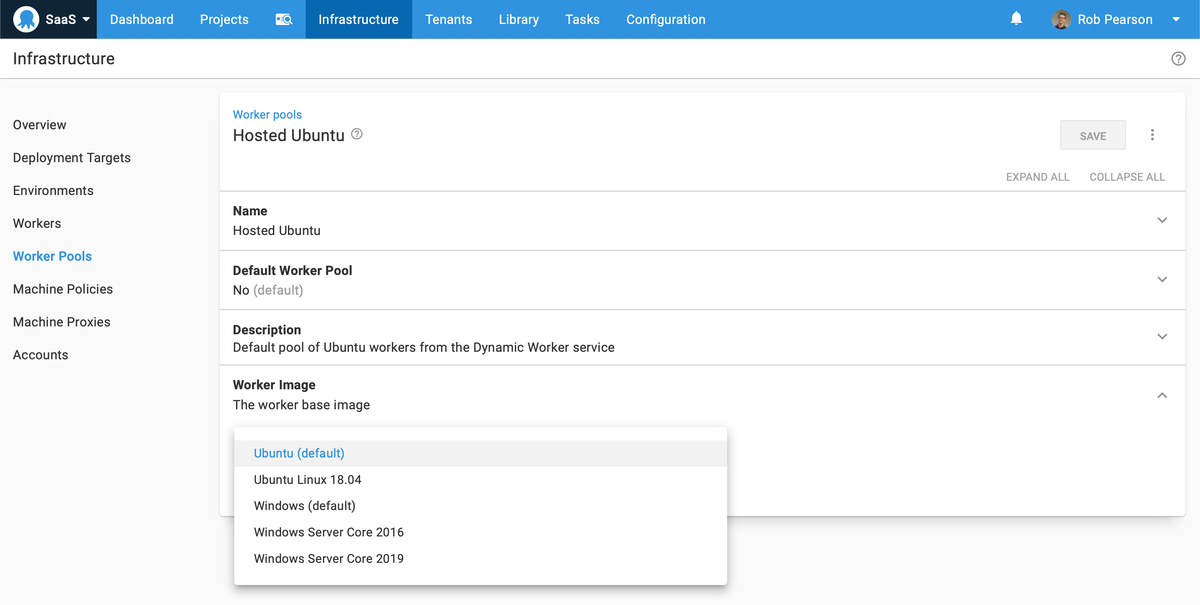 SaaS Dashboard Projects Infrastructure Tenants Library Tasks Configuration Rob Pearson
Infrastructure
Overview
Deployment Targets
Environments
Workers
Worker Pools
Machine Policies
Machine Proxies
Accounts
Worker pools
Hosted Ubuntu
SAVE
EXPAND ALL COLLAPSE ALL
Name
Hosted Ubuntu
Default Worker Pool
No (default)
Description
Default pool of Ubuntu workers from the Dynamic Worker service
Worker Image
The worker base image
Ubuntu (default)
Ubuntu Linux 18.04
Windows (default)
Windows Server Core 2016
Windows Server Core 2019